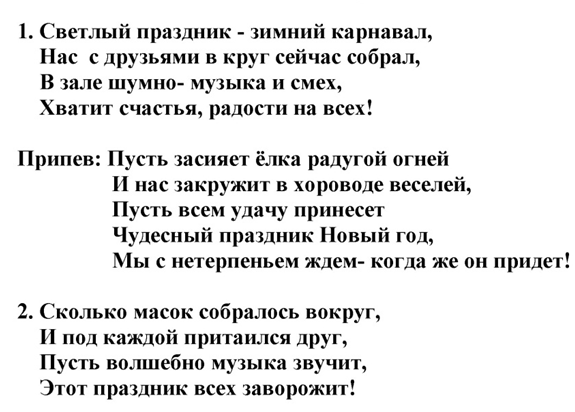 1. Светлый праздник - зимний карнавал,
Нас с друзьями в круг сейчас собрал,
В зале шумно- музыка и смех,
Хватит счастья, радости на всех!
Припев: Пусть засияет ёлка радугой огней
И нас закружит в хороводе веселей,
Пусть всем удачу принесет
Чудесный праздник Новый год,
Мы с нетерпеньем ждем- когда же он придет!
2. Сколько масок собралось вокруг,
И под каждой притаился друг,
Пусть волшебно музыка звучит,
Этот праздник всех заворожит!